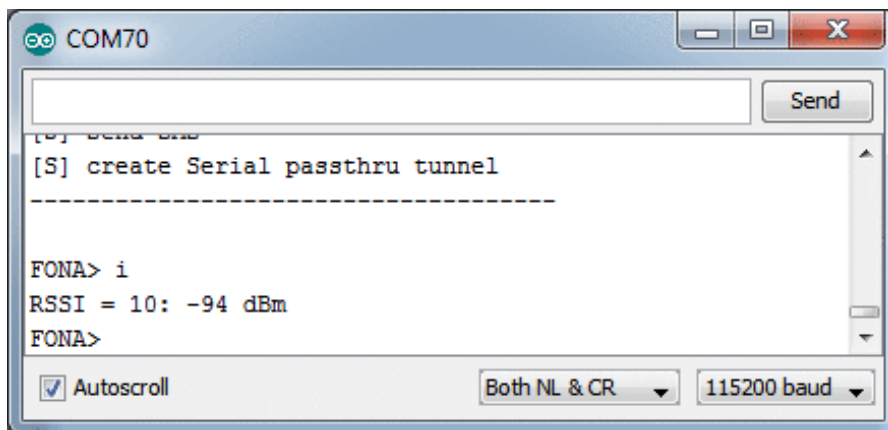 COM70
Send
[S] create Serial passthru tunnel
-------------------------------------
FONA> i
RSSI = 10: -94 dBm
FONA>
Autoscroll
Both NL & CR
115200 baud